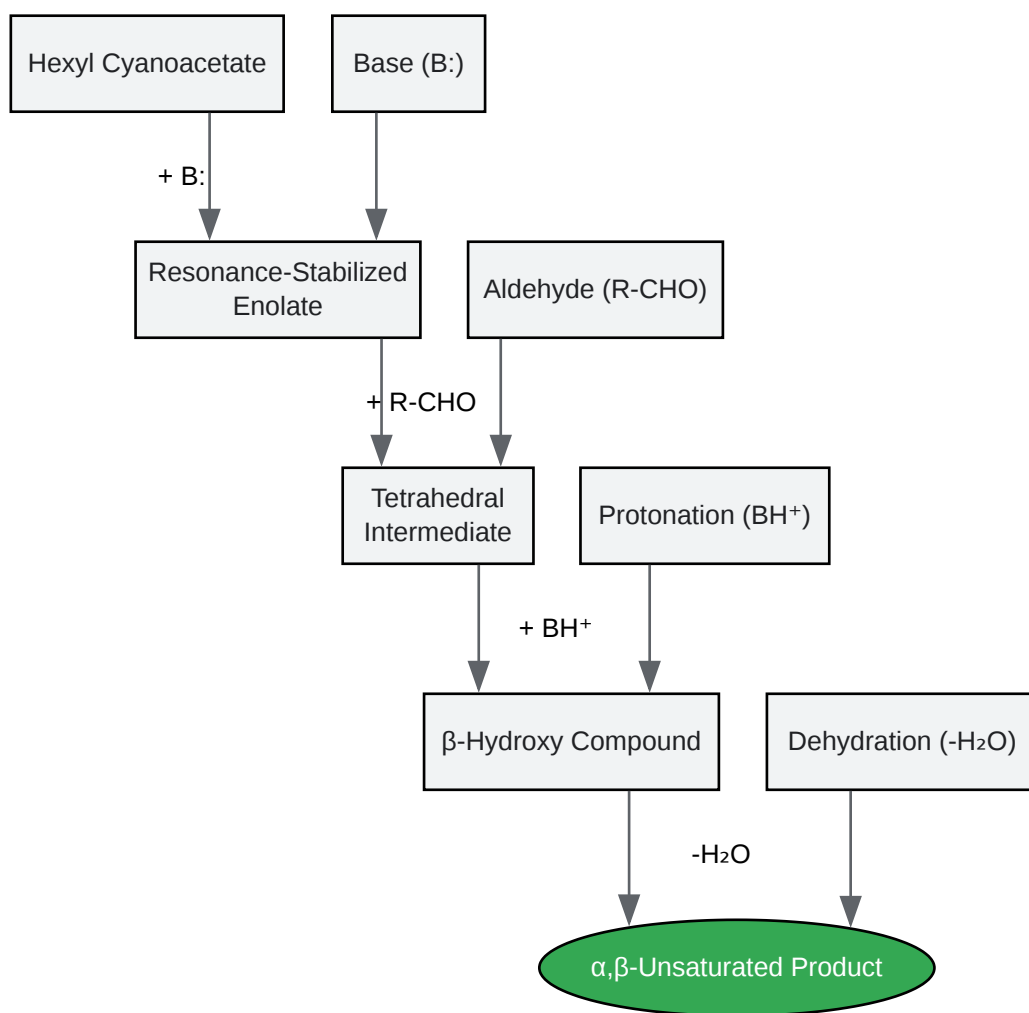 Hexyl Cyanoacetate
Base (B:)
+ B:
Resonance-Stabilized
Enolate
Aldehyde (R-CHO)
+ R-CHO
Tetrahedral
Intermediate
Protonation (BH⁺)
+ BH⁺
β-Hydroxy Compound
Dehydration (-H₂O)
-H₂O
α,β-Unsaturated Product